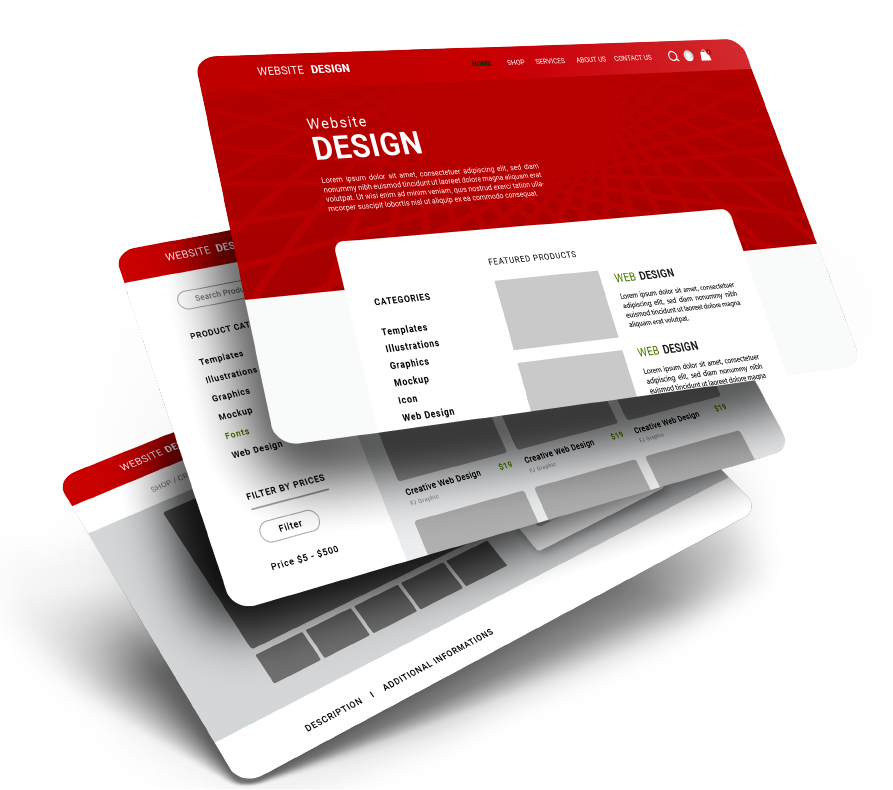 WEBSITE DESIGN
HOME SHOP SERVICES ABOUT US CONTACT US
Website
DESIGN
Lorem ipsum dolor sit amet, consectetuer adipiscing elit, sed diam
nonummy nibh euismod tincidunt ut laoreet dolore magna aliquam erat
volutpat. Ut wisi enim ad minim veniam, quis nostrud exerci tation ulla-
mcorper suscipit lobortis nisl ut aliquip ex ea commodo consequat.
FEATURED PRODUCTS
CATEGORIES
Templates
Illustrations
Graphics
Mockup
Icon
Web Design
WEB DESIGN
Lorem ipsum dolor sit amet, consectetuer
adipiscing elit, sed diam nonummy nibh
euismod tincidunt ut laoreet dolore magna
aliquam erat volutpat.
WEB DESIGN
Lorem ipsum dolor sit amet, consectetuer
adipiscing elit, sed diam nonummy nibh
euismod tincidunt ut laoreet dolore magna
WEBSITE DES
Search Produ
PRODUCT CAT
Templates
Illustrations
Graphics
Mockup
Fonts
Web Design
FILTER BY PRICES
Filter
Price $5 - $500
Creative Web Design $19
FJ Graphic
Creative Web Design $19
FJ Graphic
Creative Web Design $19
FJ Graphic
WEBSITE DE
SHOP / GR
DESCRIPTION I ADDITIONAL INFORMATIONS